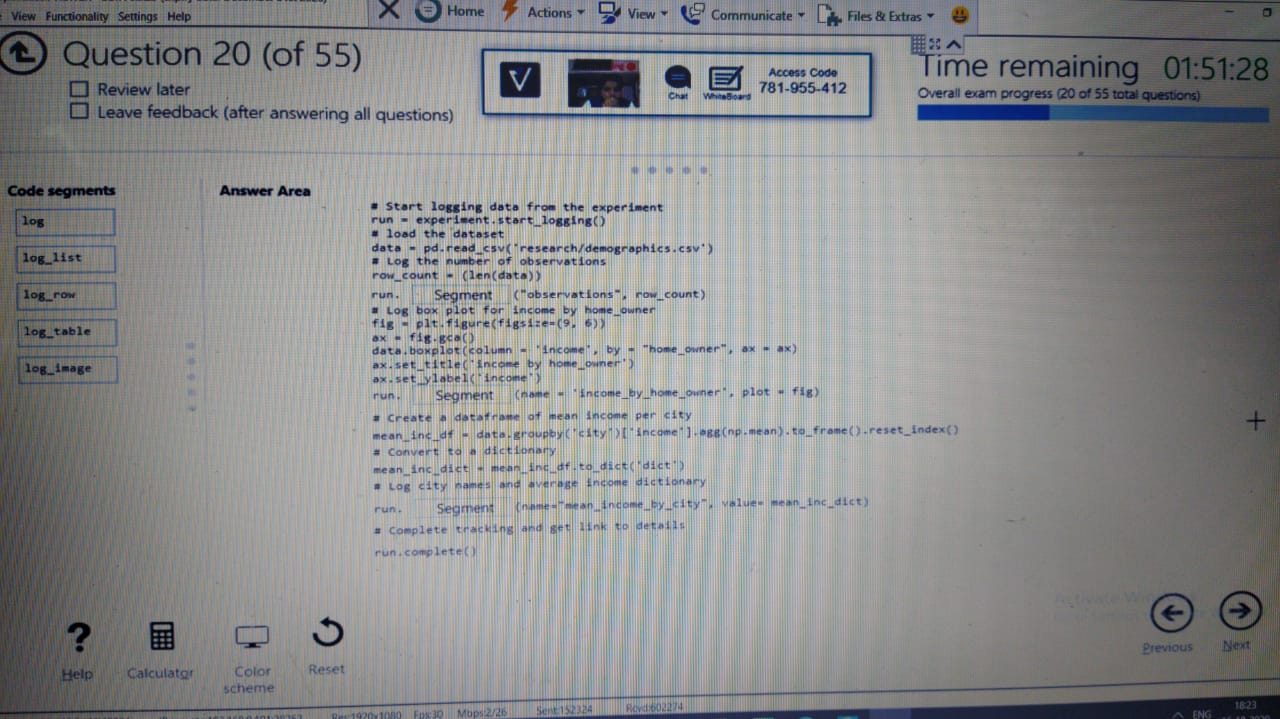 View Functionality Settings Help
Home Actions View Communicate Files & Extras
Question 20 (of 55)
Review later
Leave feedback (after answering all questions)
Chat WhiteBoard
Access Code
781-955-412
Time remaining 01:51:28
Overall exam progress (20 of 55 total questions)
Code segments
log
log_list
log_row
log_table
log_image
Answer Area
# Start logging data from the experiment
run = experiment.start_logging()
# load the dataset
data = pd.read_csv('research/demographics.csv')
# Log the number of observations
row_count = (len(data))
run. Segment ("observations", row_count)
# Log box plot for income by home_owner
fig = plt.figure(figsize=(9, 6))
ax = fig.gca()
data.boxplot(column = 'income', by = "home_owner", ax = ax)
ax.set_title('income by home_owner')
ax.set_ylabel('income')
run. Segment (name = 'income_by_home_owner', plot = fig)
# Create a dataframe of mean income per city
mean_inc_df = data.groupby('city')['income'].agg(np.mean).to_frame().reset_index()
# Convert to a dictionary
mean_inc_dict = mean_inc_df.to_dict('dict')
# Log city names and average income dictionary
run. Segment (name="mean_income_by_city", value= mean_inc_dict)
# Complete tracking and get link to details
run.complete()
Help
Calculator
Color
scheme
Reset
Previous
Next
Res:1920x1080 Fps:30 Mbps:2/26 Sent:152324 Rcvd:602274
ENG
18:23